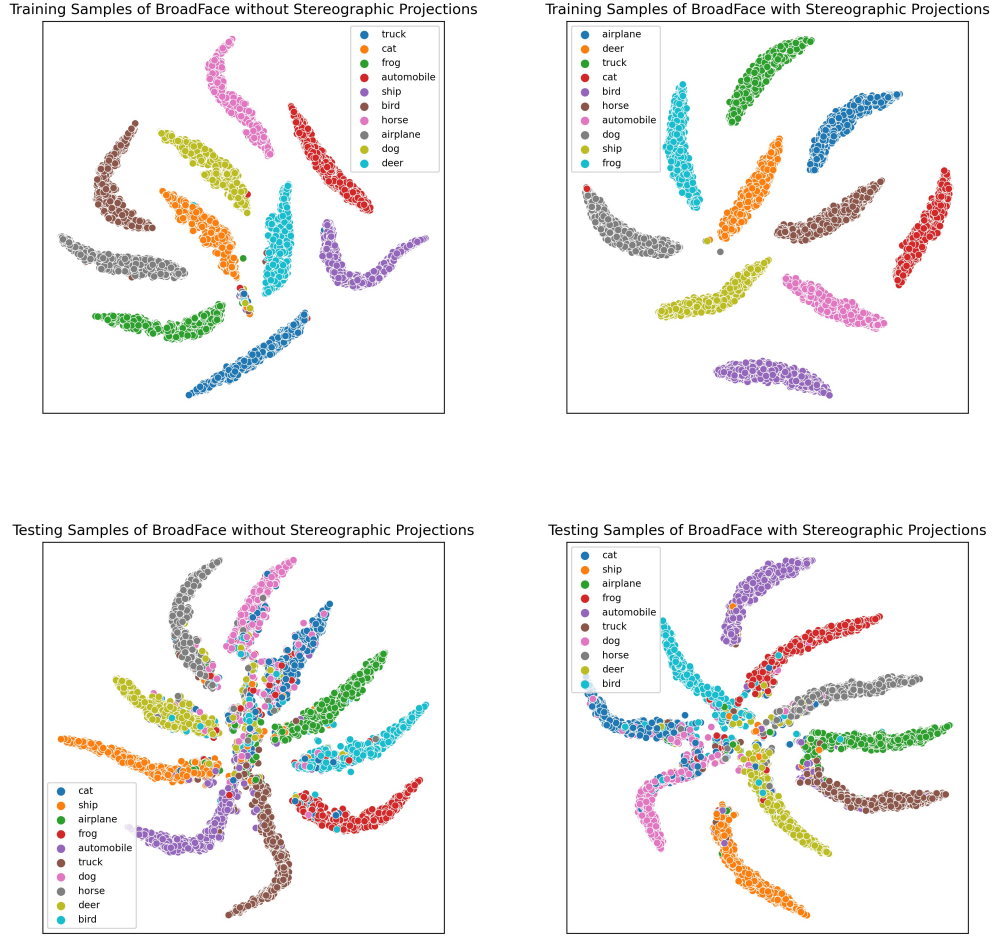 Training Samples of BroadFace without Stereographic Projections
truck
cat
frog
automobile
ship
bird
horse
airplane
dog
deer
Training Samples of BroadFace with Stereographic Projections
airplane
deer
truck
cat
bird
horse
automobile
dog
ship
frog
Testing Samples of BroadFace without Stereographic Projections
cat
ship
airplane
frog
automobile
truck
dog
horse
deer
bird
Testing Samples of BroadFace with Stereographic Projections
cat
ship
airplane
frog
automobile
truck
dog
horse
deer
bird